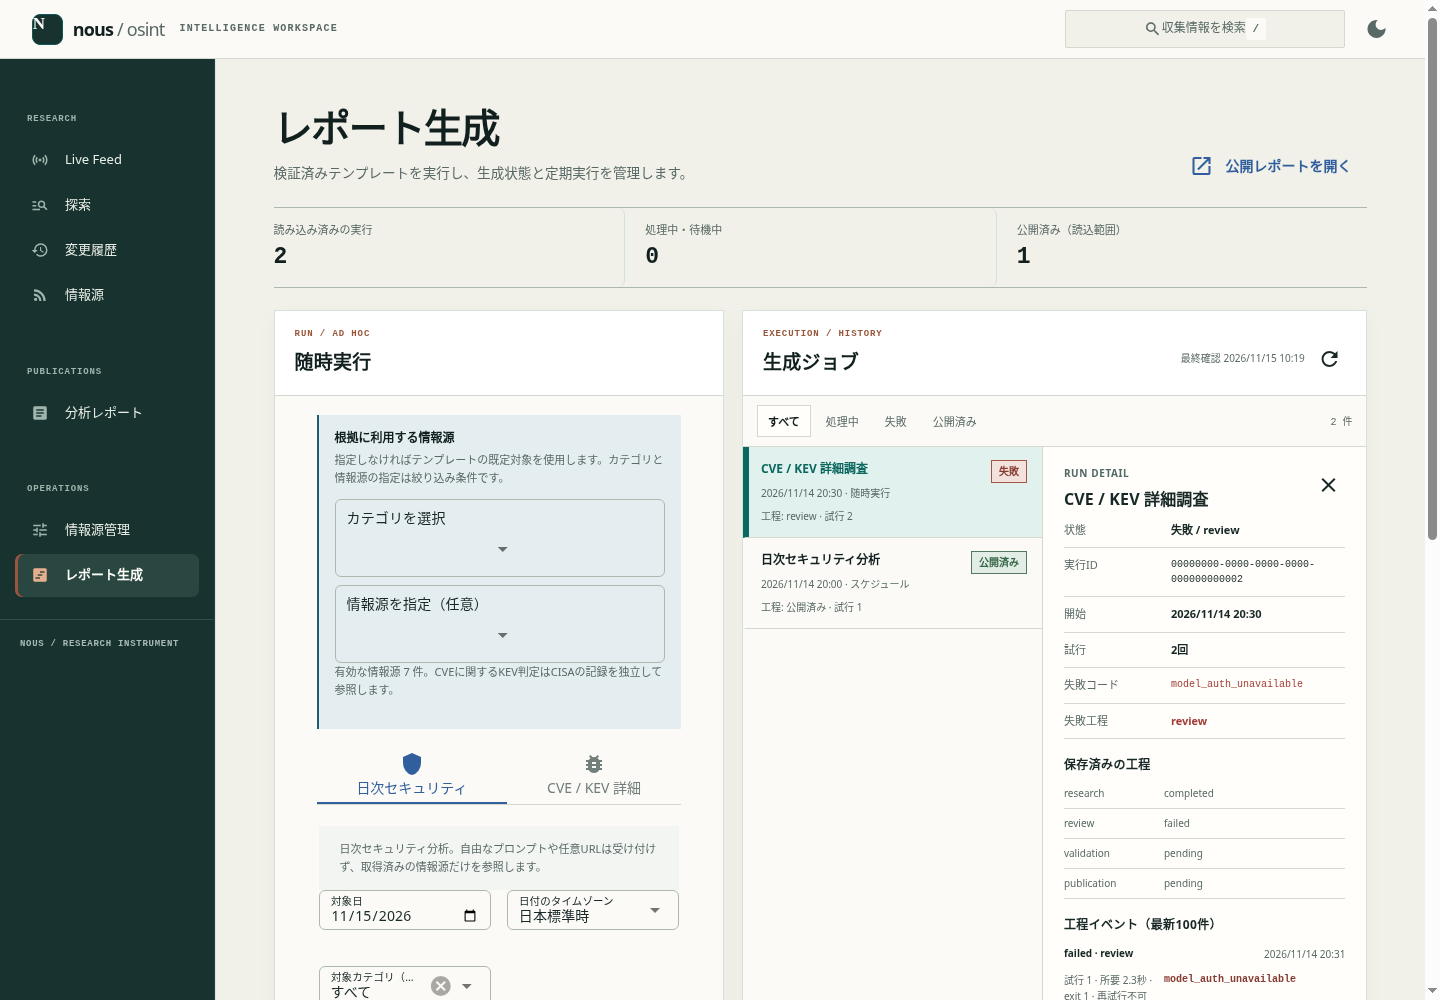 N
nous / osint
INTELLIGENCE WORKSPACE
収集情報を検索 /
RESEARCH
Live Feed
探索
変更履歴
情報源
PUBLICATIONS
分析レポート
OPERATIONS
情報源管理
レポート生成
NOUS / RESEARCH INSTRUMENT
レポート生成
検証済みテンプレートを実行し、生成状態と定期実行を管理します。
公開レポートを開く
読み込み済みの実行
2
処理中・待機中
0
公開済み（読込範囲）
1
RUN / AD HOC
随時実行
根拠に利用する情報源
指定しなければテンプレートの既定対象を使用します。カテゴリと
情報源の指定は絞り込み条件です。
カテゴリを選択
情報源を指定（任意）
有効な情報源 7 件。CVEに関するKEV判定はCISAの記録を独立して
参照します。
日次セキュリティ
CVE / KEV 詳細
日次セキュリティ分析。自由なプロンプトや任意URLは受け付け
ず、取得済みの情報源だけを参照します。
対象日
11/15/2026
日付のタイムゾーン
日本標準時
対象カテゴリ（...
すべて
EXECUTION / HISTORY
生成ジョブ
最終確認 2026/11/15 10:19
すべて
処理中
失敗
公開済み
2 件
CVE / KEV 詳細調査
失敗
2026/11/14 20:30 · 随時実行
工程: review · 試行 2
日次セキュリティ分析
公開済み
2026/11/14 20:00 · スケジュール
工程: 公開済み · 試行 1
RUN DETAIL
CVE / KEV 詳細調査
状態
失敗 / review
実行ID
00000000-0000-0000-0000-
000000000002
開始
2026/11/14 20:30
試行
2回
失敗コード
model_auth_unavailable
失敗工程
review
保存済みの工程
research completed
review failed
validation pending
publication pending
工程イベント（最新100件）
failed · review
2026/11/14 20:31
試行 1 · 所要 2.3秒 ·
exit 1 · 再試行不可
model_auth_unavailable